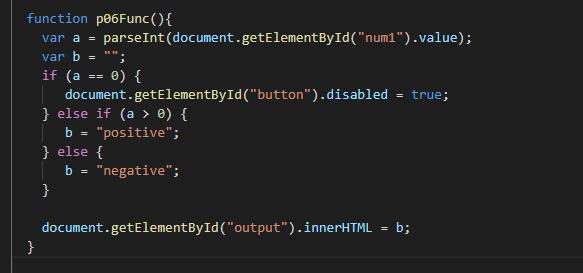 function p06Func(){
  var a = parseInt(document.getElementById("num1").value);
  var b = "";
  if (a == 0) {
     document.getElementById("button").disabled = true;
  } else if (a > 0) {
     b = "positive";
  } else {
     b = "negative";
  }

  document.getElementById("output").innerHTML = b;
}